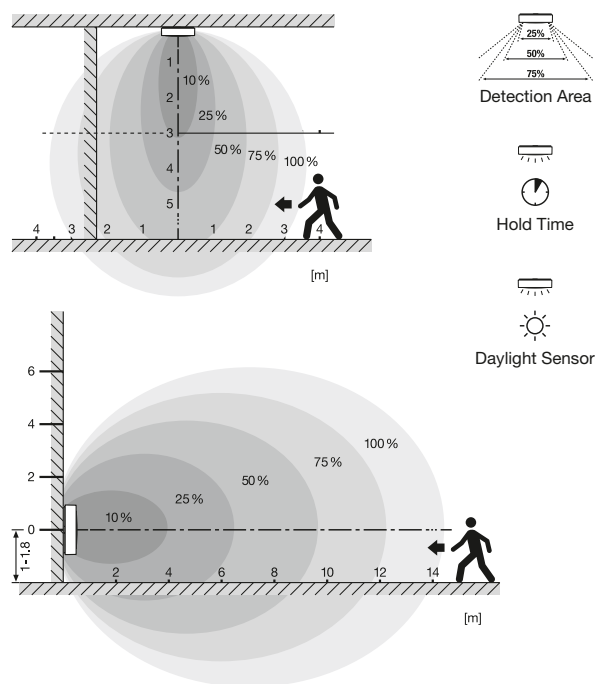 1
2
3
4
5
10 %
25 %
50 % 75 % 100 %
4 3 2 1 1 2 3 4
[m]
25%
50%
75%
Detection Area
Hold Time
Daylight Sensor
6
4
2
0
1-1.8
10 %
25 %
50 %
75 %
100 %
2 4 6 8 10 12 14
[m]